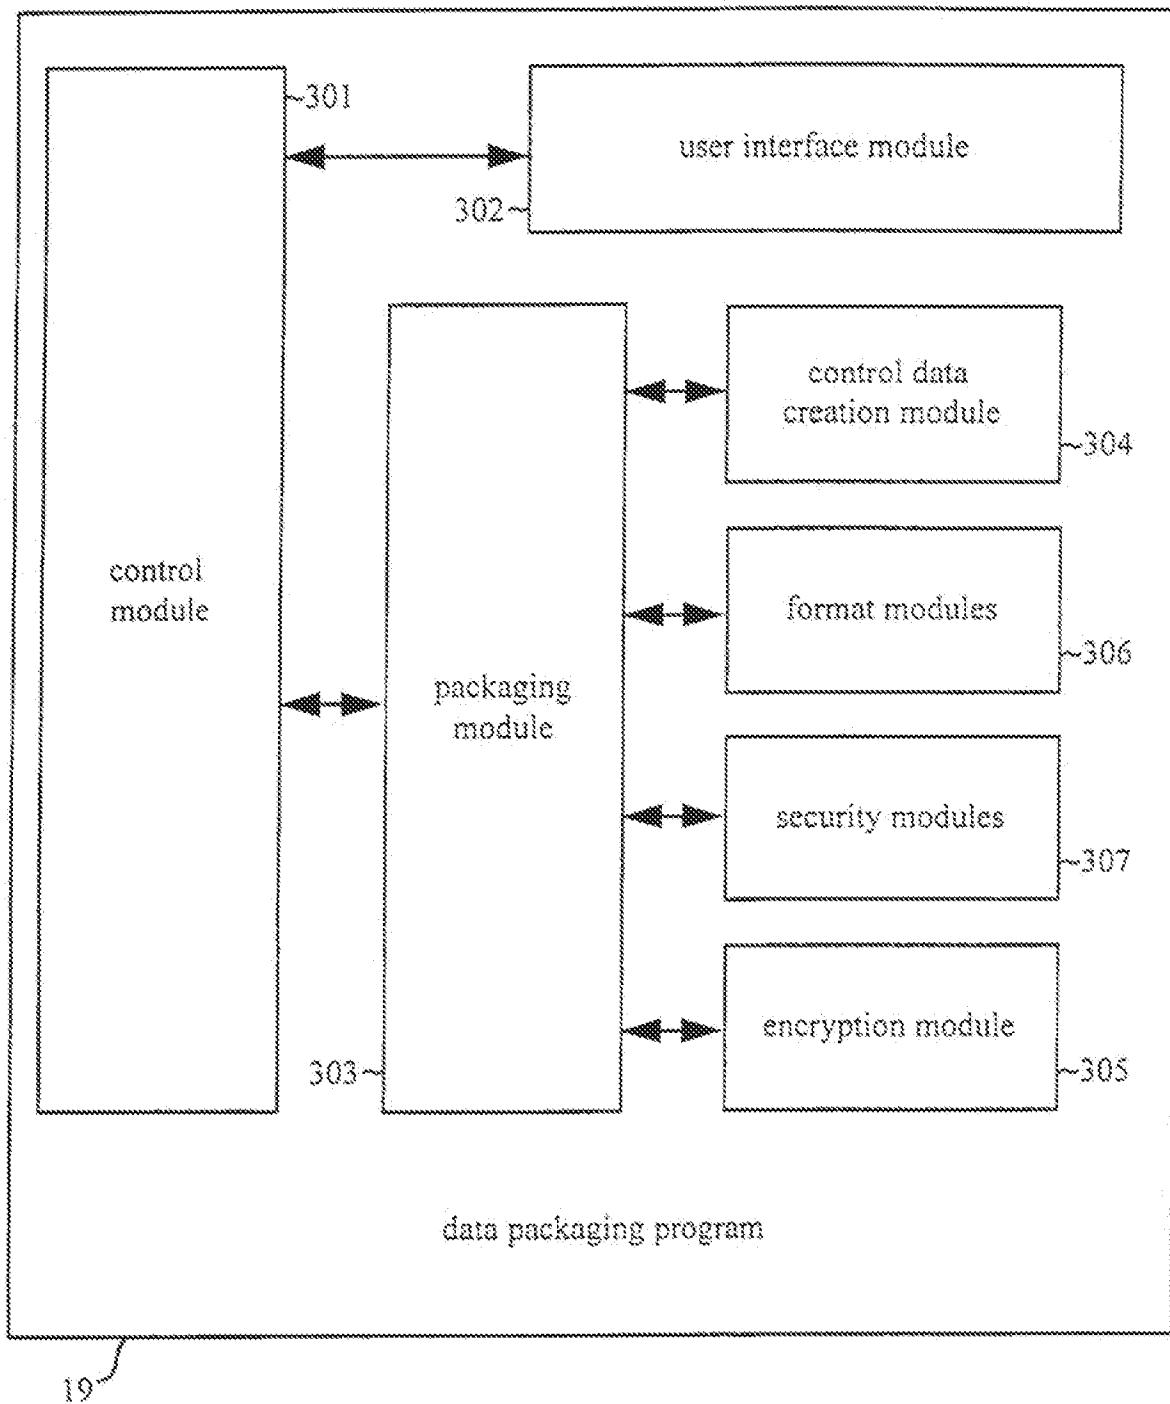 301
user interface module
302
control data
creation module
304
control
module
format modules
306
packaging
module
security modules
307
encryption module
303
305
data packaging program
19